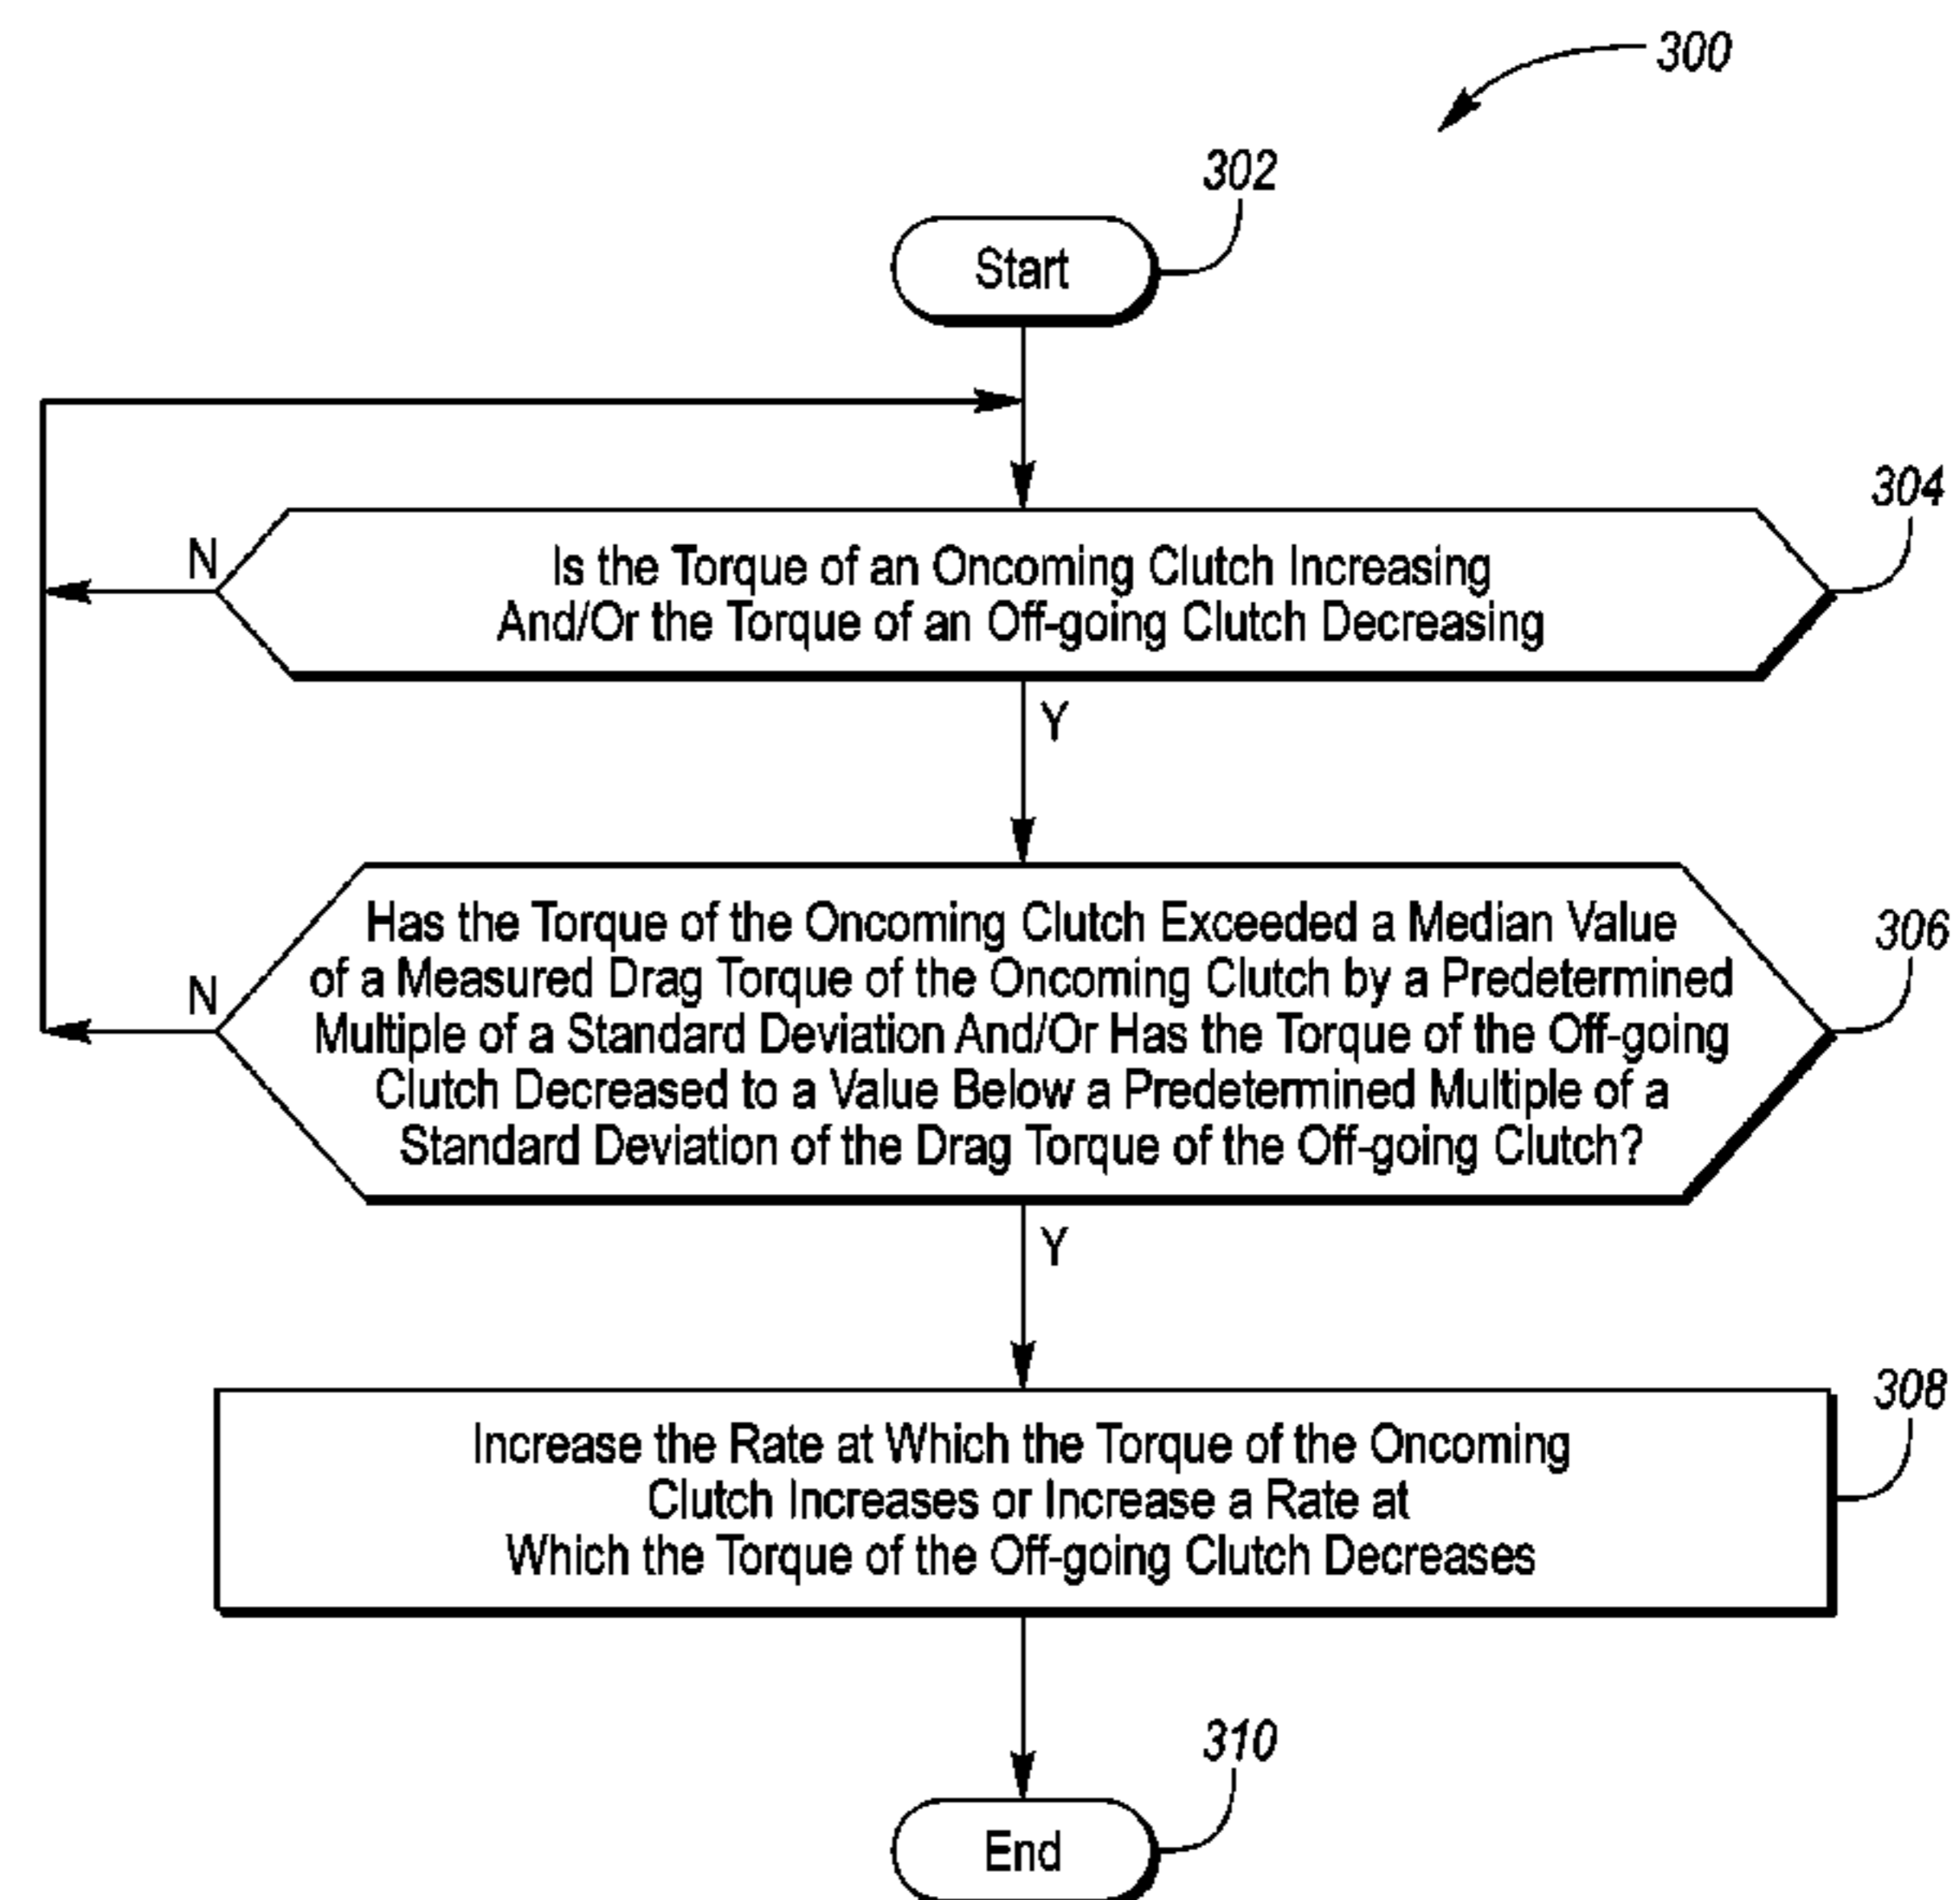 300
302
Start
304
N
Is the Torque of an Oncoming Clutch Increasing
And/Or the Torque of an Off-going Clutch Decreasing
Y
306
N
Has the Torque of the Oncoming Clutch Exceeded a Median Value
of a Measured Drag Torque of the Oncoming Clutch by a Predetermined
Multiple of a Standard Deviation And/Or Has the Torque of the Off-going
Clutch Decreased to a Value Below a Predetermined Multiple of a
Standard Deviation of the Drag Torque of the Off-going Clutch?
Y
308
Increase the Rate at Which the Torque of the Oncoming
Clutch Increases or Increase a Rate at
Which the Torque of the Off-going Clutch Decreases
310
End